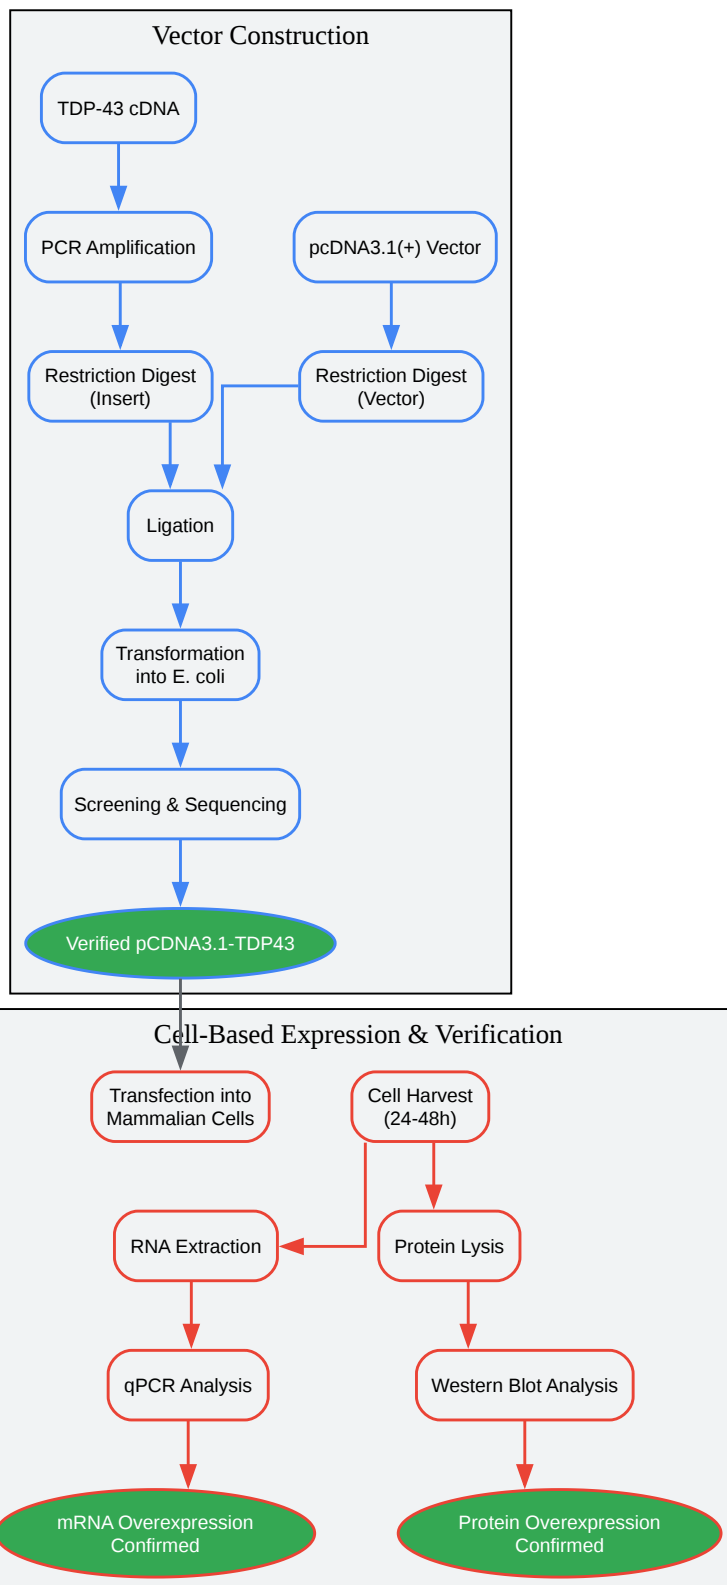 Vector Construction
TDP-43 cDNA
PCR Amplification
pcDNA3.1(+) Vector
Restriction Digest
(Insert)
Restriction Digest
(Vector)
Ligation
Transformation
into E. coli
Screening & Sequencing
Verified pCDNA3.1-TDP43
Cell-Based Expression & Verification
Transfection into
Mammalian Cells
Cell Harvest
(24-48h)
RNA Extraction
Protein Lysis
qPCR Analysis
Western Blot Analysis
mRNA Overexpression
Confirmed
Protein Overexpression
Confirmed